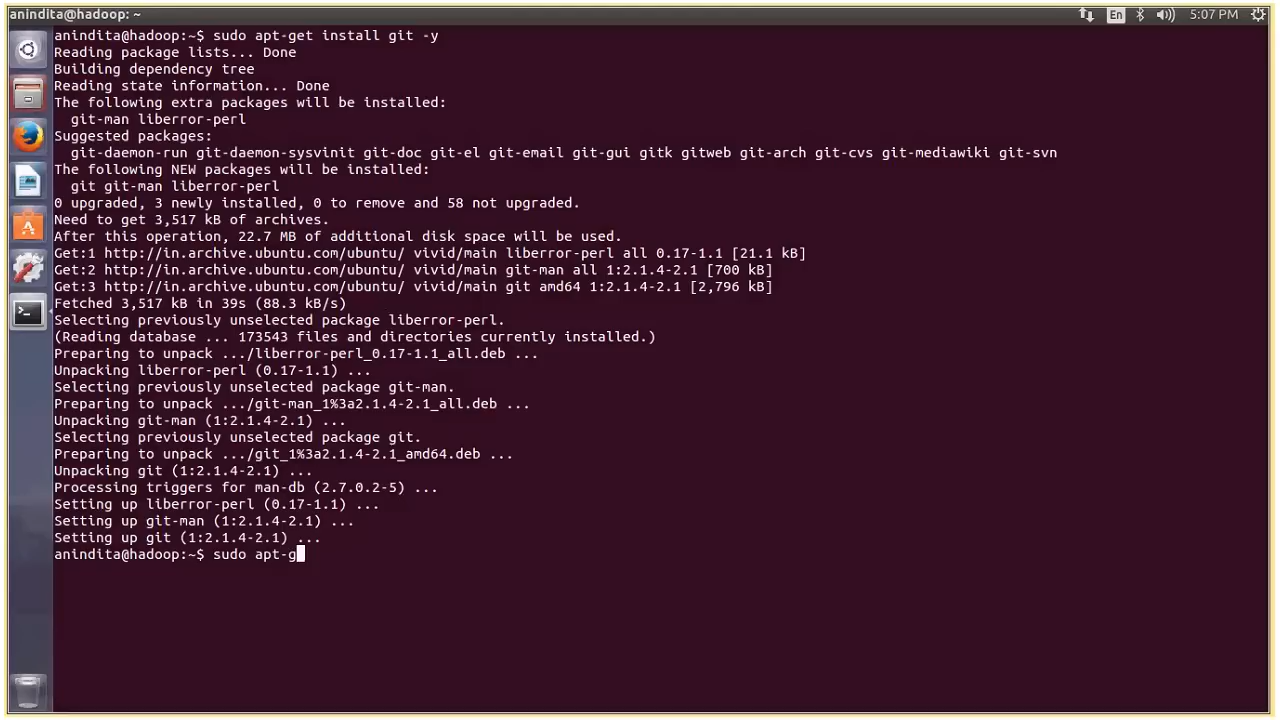 anindita@hadoop: ~
En
5:07 PM
anindita@hadoop:~$ sudo apt-get install git -y
Reading package lists... Done
Building dependency tree
Reading state information... Done
The following extra packages will be installed:
  git-man liberror-perl
Suggested packages:
  git-daemon-run git-daemon-sysvinit git-doc git-el git-email git-gui gitk gitweb git-arch git-cvs git-mediawiki git-svn
The following NEW packages will be installed:
  git git-man liberror-perl
0 upgraded, 3 newly installed, 0 to remove and 58 not upgraded.
Need to get 3,517 kB of archives.
After this operation, 22.7 MB of additional disk space will be used.
Get:1 http://in.archive.ubuntu.com/ubuntu/ vivid/main liberror-perl all 0.17-1.1 [21.1 kB]
Get:2 http://in.archive.ubuntu.com/ubuntu/ vivid/main git-man all 1:2.1.4-2.1 [700 kB]
Get:3 http://in.archive.ubuntu.com/ubuntu/ vivid/main git amd64 1:2.1.4-2.1 [2,796 kB]
Fetched 3,517 kB in 39s (88.3 kB/s)
Selecting previously unselected package liberror-perl.
(Reading database ... 173543 files and directories currently installed.)
Preparing to unpack .../liberror-perl_0.17-1.1_all.deb ...
Unpacking liberror-perl (0.17-1.1) ...
Selecting previously unselected package git-man.
Preparing to unpack .../git-man_1%3a2.1.4-2.1_all.deb ...
Unpacking git-man (1:2.1.4-2.1) ...
Selecting previously unselected package git.
Preparing to unpack .../git_1%3a2.1.4-2.1_amd64.deb ...
Unpacking git (1:2.1.4-2.1) ...
Processing triggers for man-db (2.7.0.2-5) ...
Setting up liberror-perl (0.17-1.1) ...
Setting up git-man (1:2.1.4-2.1) ...
Setting up git (1:2.1.4-2.1) ...
anindita@hadoop:~$ sudo apt-g